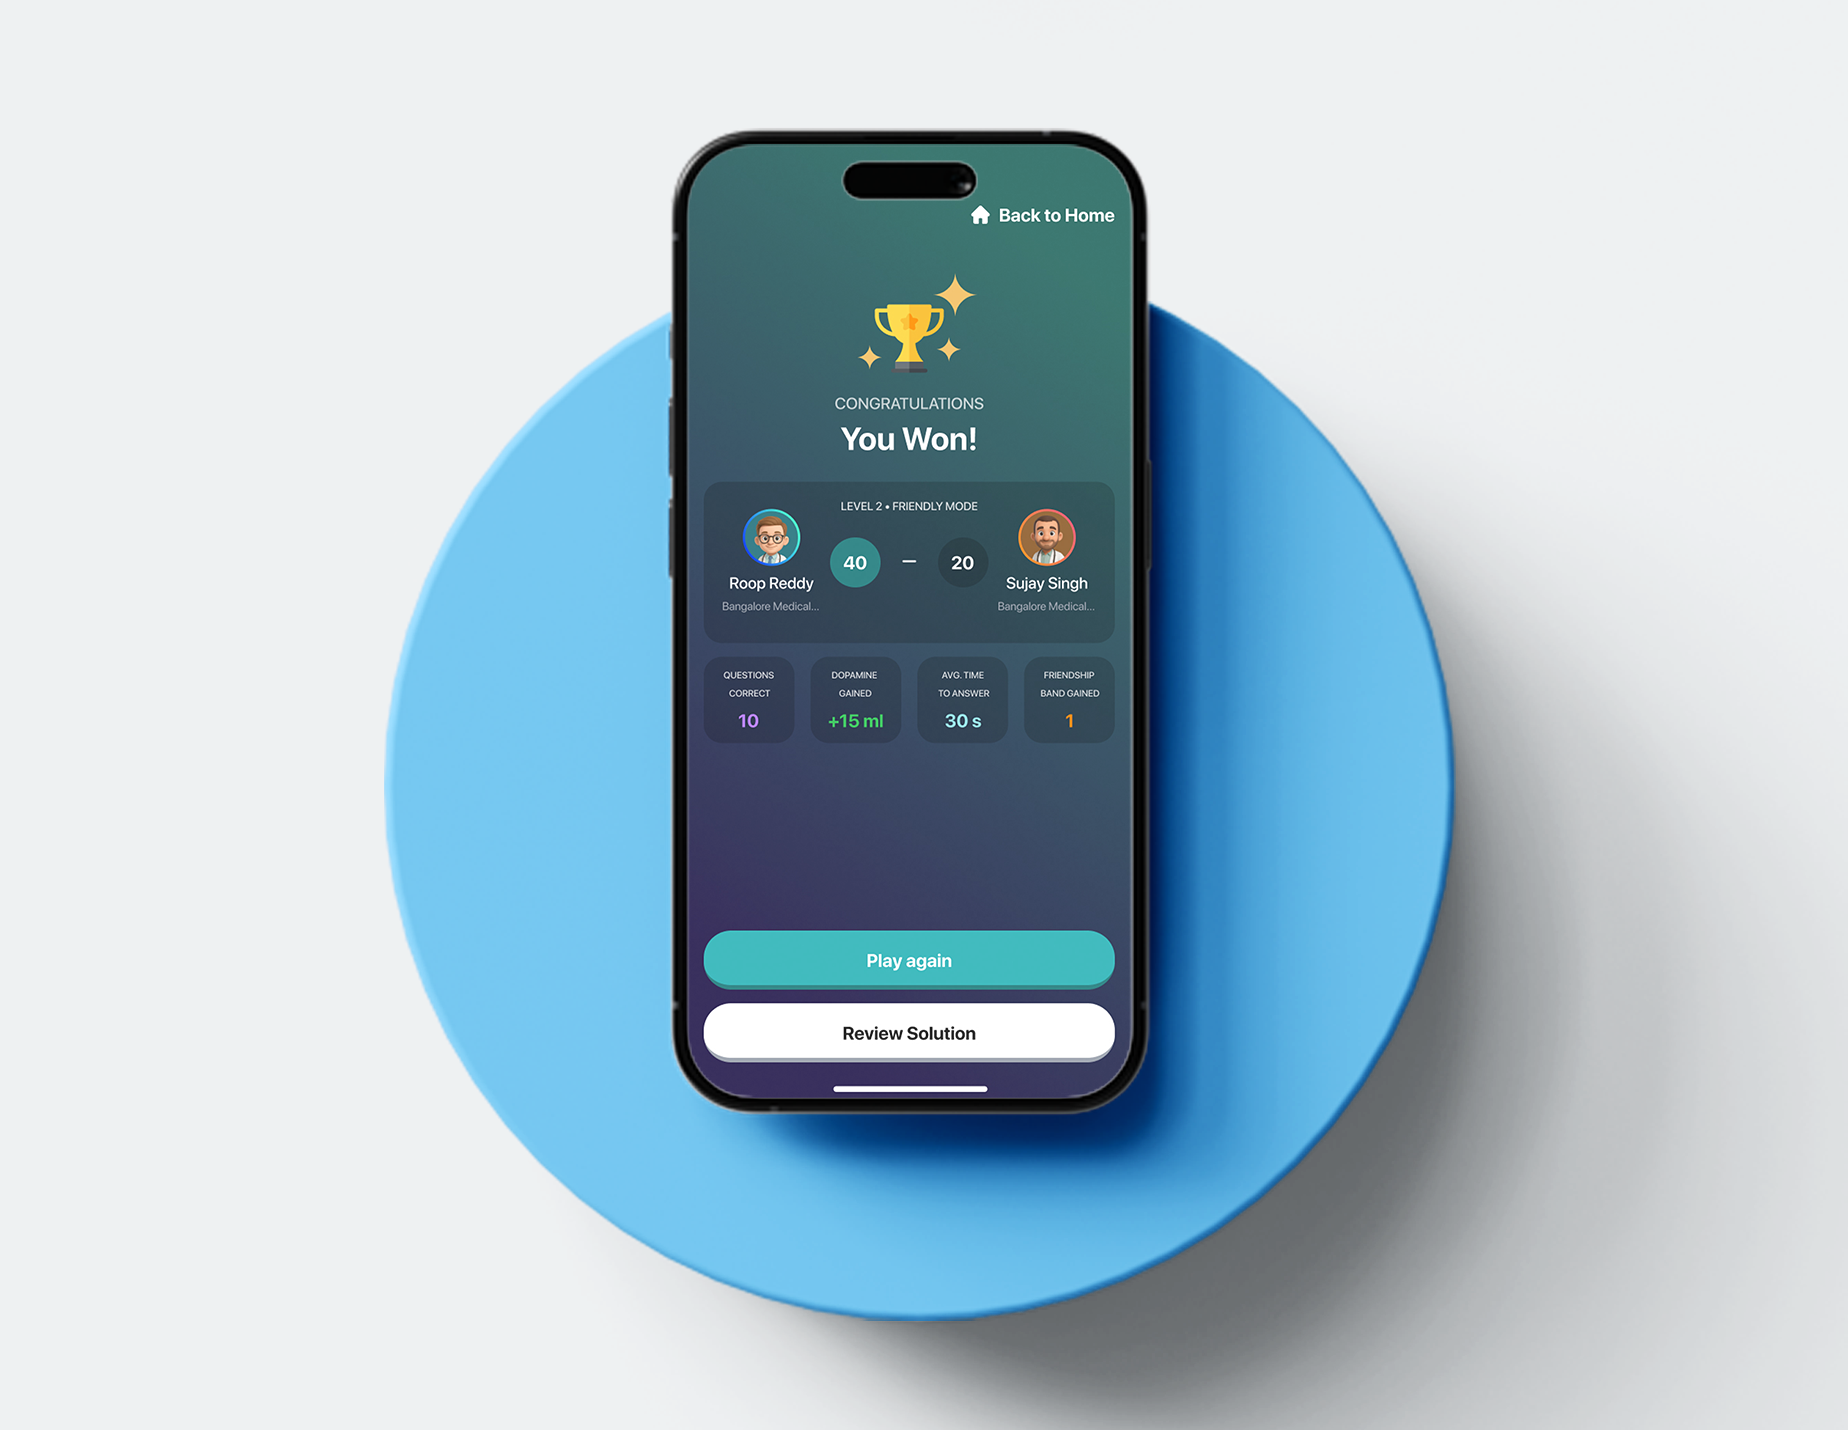 Back to Home
CONGRATULATIONS
You Won!
LEVEL 2 • FRIENDLY MODE
40 – 20
Roop Reddy
Bangalore Medical...
Sujay Singh
Bangalore Medical...
QUESTIONS
CORRECT
10
DOPAMINE
GAINED
+15 ml
AVG. TIME
TO ANSWER
30 s
FRIENDSHIP
BAND GAINED
1
Play again
Review Solution